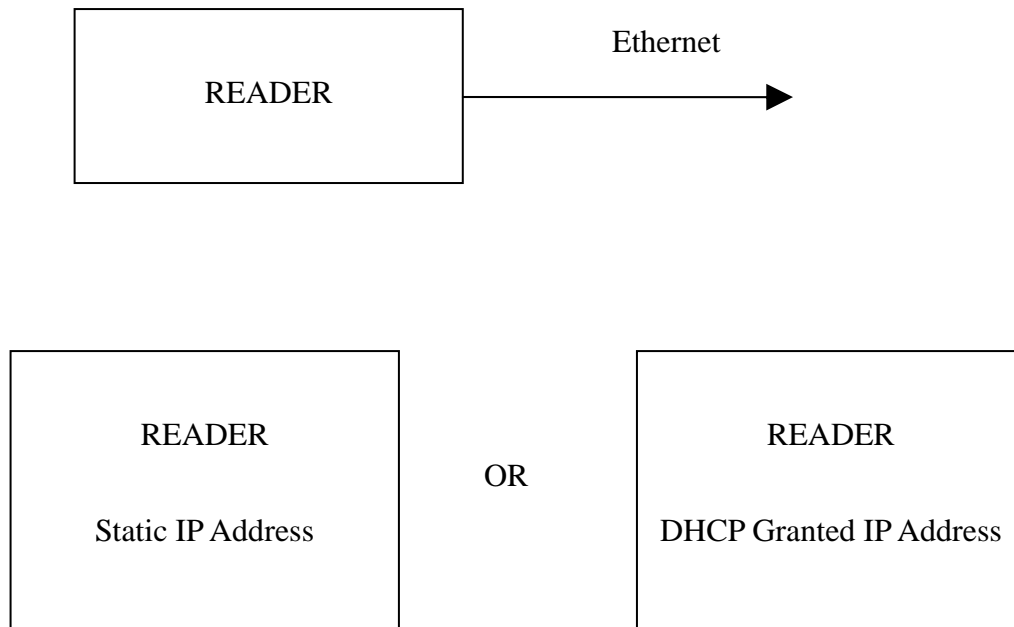 Ethernet
READER
READER
Static IP Address
OR
READER
DHCP Granted IP Address